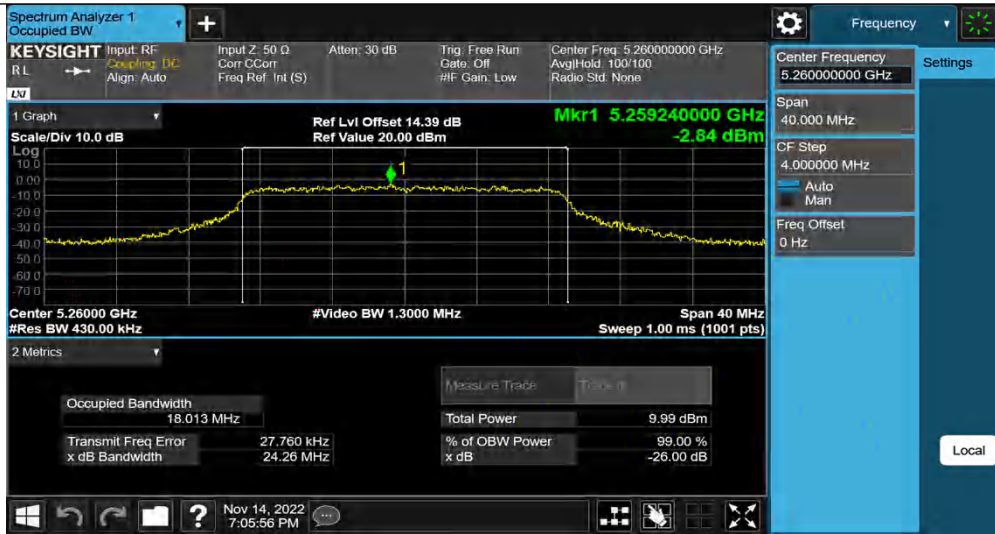 Spectrum Analyzer 1
Occupied BW
Frequency
KEYSIGHT
RL
LXI
Input: RF
Coupling: DC
Align: Auto
Input Z: 50 Ω
Corr CCorr
Freq Ref: Int (S)
Atten: 30 dB
Trig: Free Run
Gate: Off
#IF Gain: Low
Center Freq: 5.260000000 GHz
Avg|Hold: 100/100
Radio Std: None
Center Frequency
5.260000000 GHz
Settings
Span
40.000 MHz
CF Step
4.000000 MHz
Auto
Man
Freq Offset
0 Hz
1 Graph
Scale/Div 10.0 dB
Ref Lvl Offset 14.39 dB
Ref Value 20.00 dBm
Mkr1 5.259240000 GHz
-2.84 dBm
Log
10.0
0.00
-10.0
-20.0
-30.0
-40.0
-50.0
-60.0
-70.0
1
Center 5.26000 GHz
#Video BW 1.3000 MHz
Span 40 MHz
#Res BW 430.00 kHz
Sweep 1.00 ms (1001 pts)
2 Metrics
Measure Trace
Occupied Bandwidth
18.013 MHz
Total Power
9.99 dBm
Transmit Freq Error
27.760 kHz
% of OBW Power
99.00 %
x dB Bandwidth
24.26 MHz
x dB
-26.00 dB
Local
?
Nov 14, 2022
7:05:56 PM